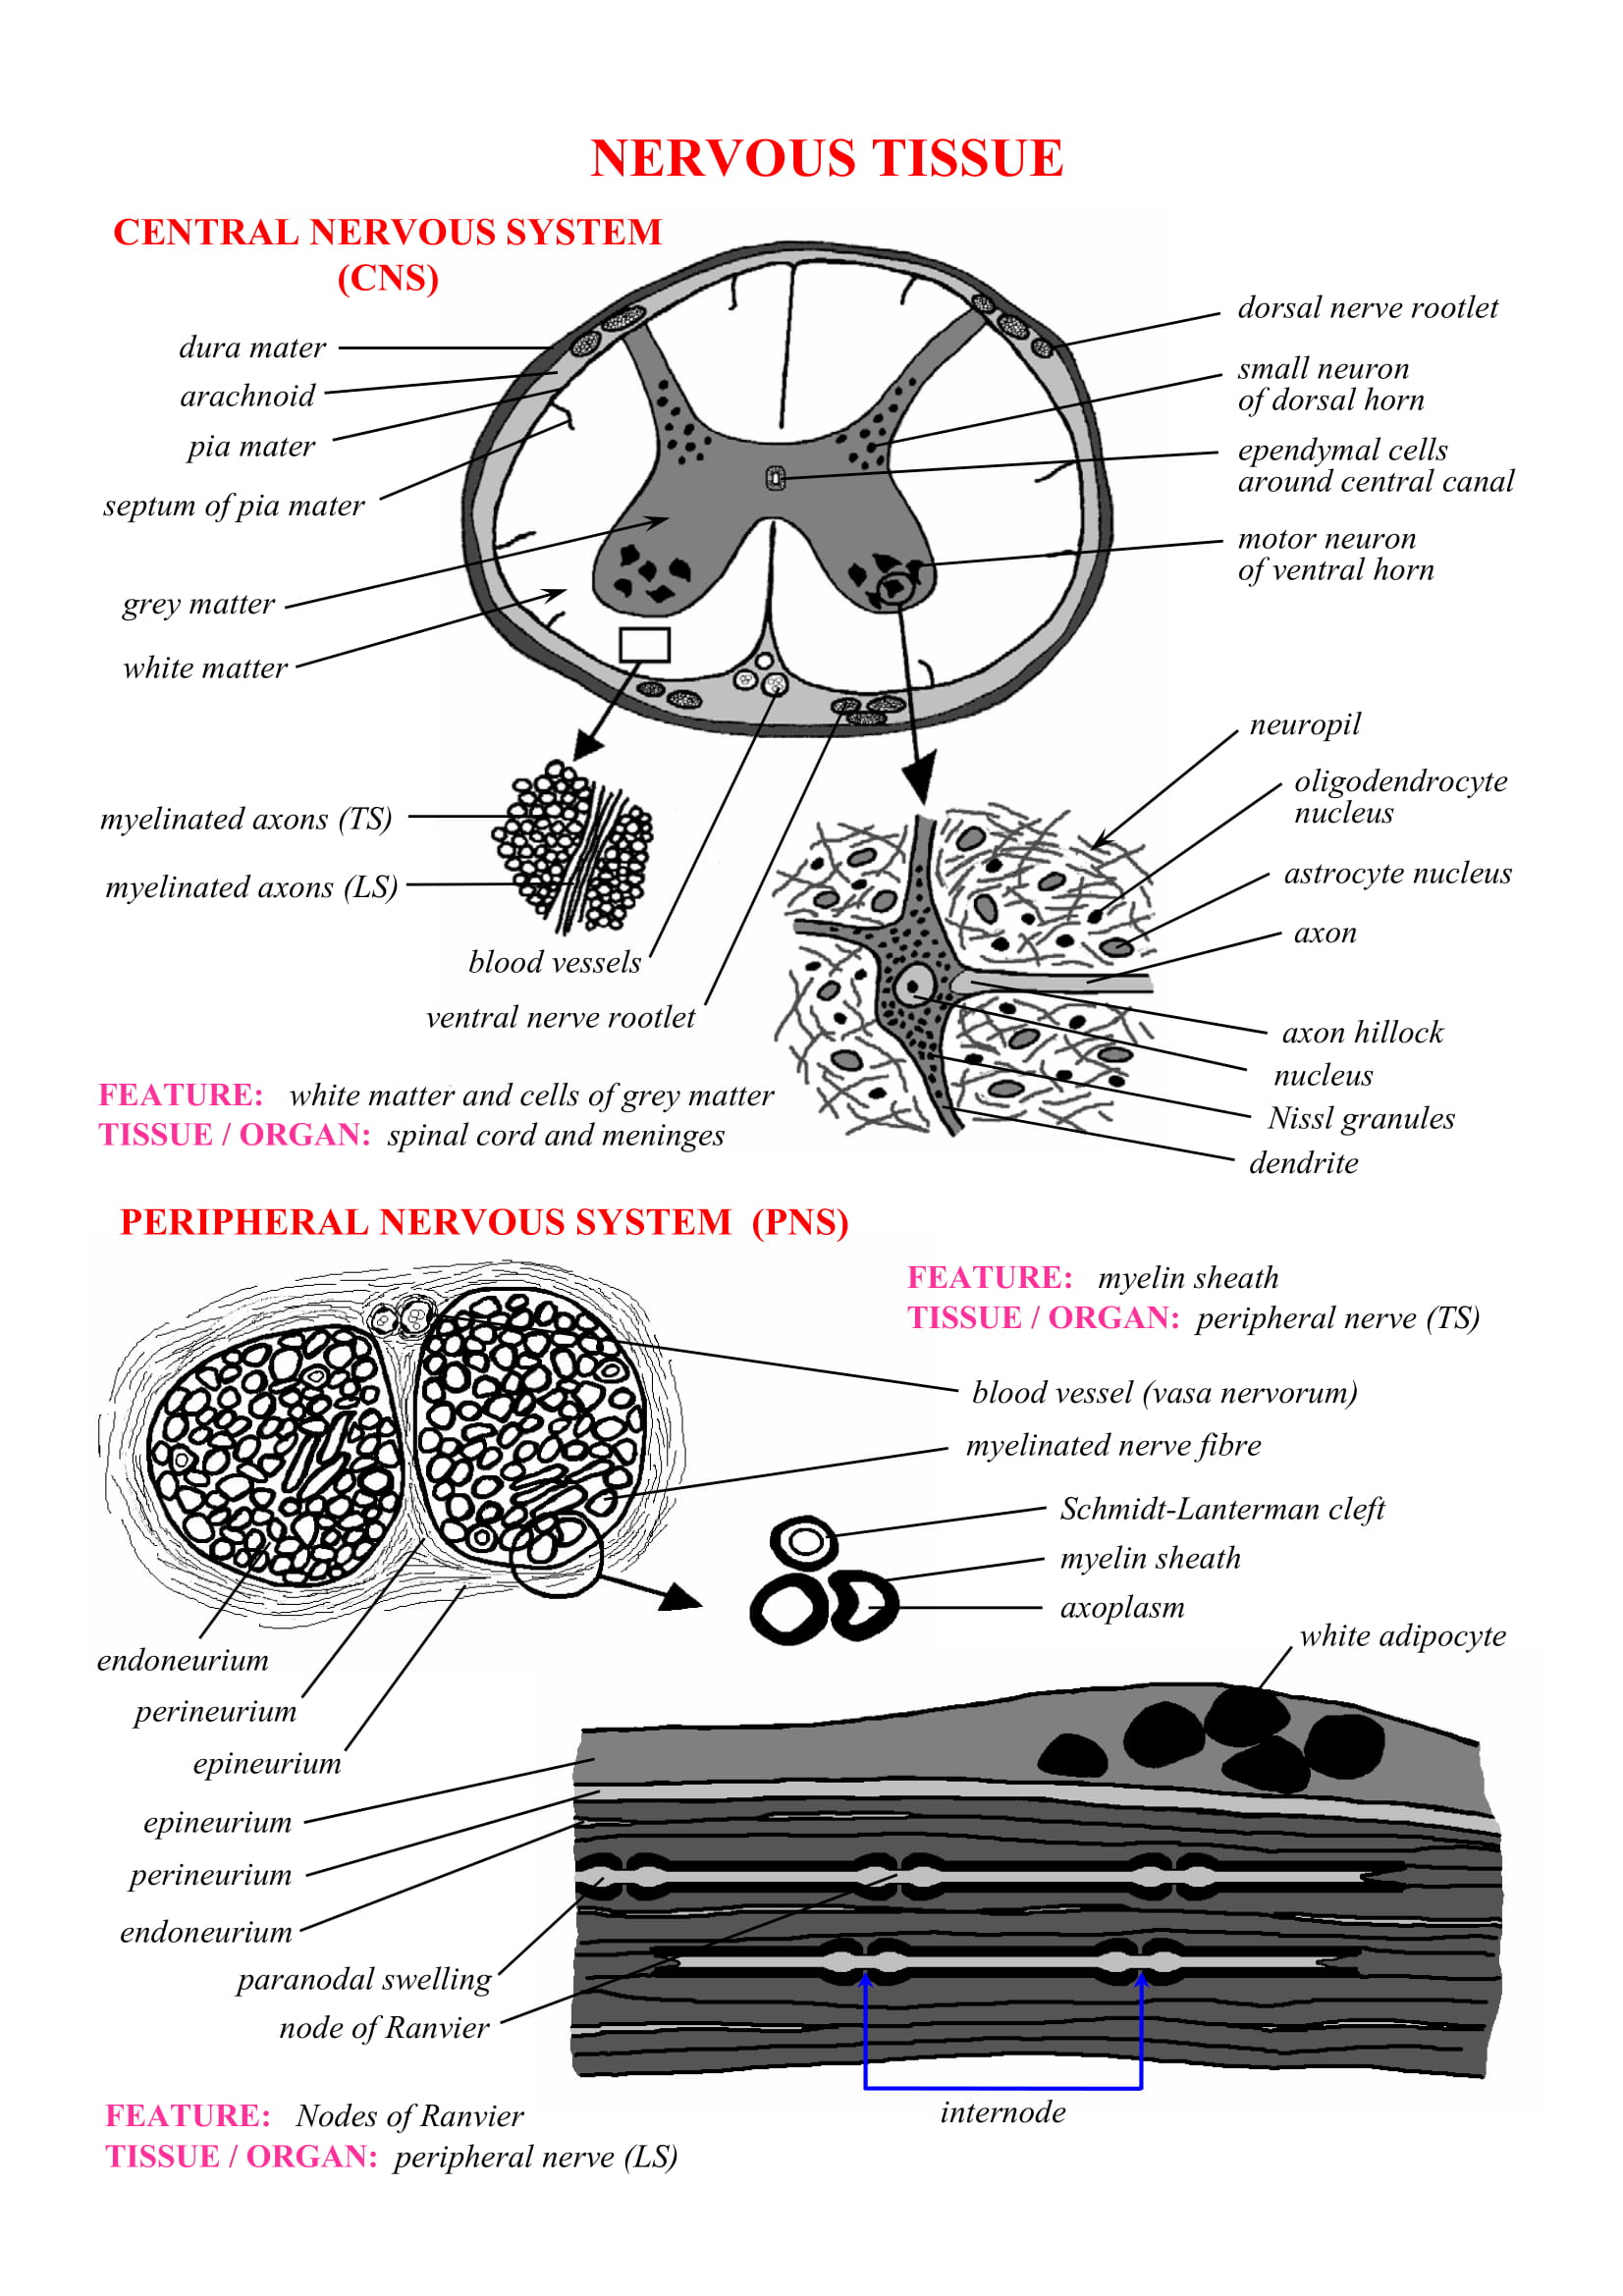 NERVOUS TISSUE
CENTRAL NERVOUS SYSTEM
(CNS)
dura mater
arachnoid
pia mater
septum of pia mater
grey matter
white matter
dorsal nerve rootlet
small neuron
of dorsal horn
ependymal cells
around central canal
motor neuron
of ventral horn
myelinated axons (TS)
myelinated axons (LS)
blood vessels
ventral nerve rootlet
neuropil
oligodendrocyte
nucleus
astrocyte nucleus
axon
axon hillock
nucleus
Nissl granules
dendrite
FEATURE: white matter and cells of grey matter
TISSUE / ORGAN: spinal cord and meninges
PERIPHERAL NERVOUS SYSTEM (PNS)
FEATURE: myelin sheath
TISSUE / ORGAN: peripheral nerve (TS)
blood vessel (vasa nervorum)
myelinated nerve fibre
Schmidt-Lanterman cleft
myelin sheath
axoplasm
white adipocyte
endoneurium
perineurium
epineurium
epineurium
perineurium
endoneurium
paranodal swelling
node of Ranvier
internode
FEATURE: Nodes of Ranvier
TISSUE / ORGAN: peripheral nerve (LS)